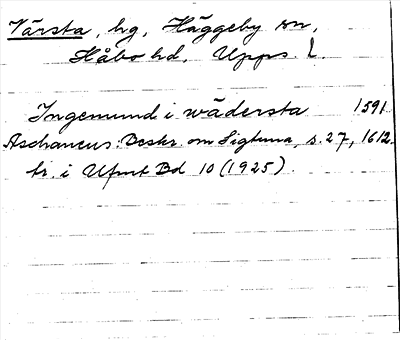 Värsta, hg, Häggeby sn,
Håbo hd, Upps. L.
Ingemund i wädersta 1591
Aschaneus: Beskr. om Sigtuna, s. 27, 1612.
tr. i Ufmt Bd 10 (1925).